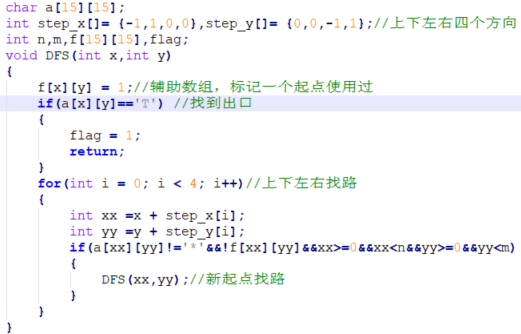 char a[15][15];
int step_x[]= {-1,1,0,0},step_y[]= {0,0,-1,1};//上下左右四个方向
int n,m,f[15][15],flag;
void DFS(int x,int y)
{
f[x][y] = 1;//辅助数组，标记一个起点使用过
if(a[x][y]=='T') //找到出口
{
flag = 1;
return;
}
for(int i = 0; i < 4; i++)//上下左右找路
{
int xx =x + step_x[i];
int yy =y + step_y[i];
if(a[xx][yy]!='*'&&!f[xx][yy]&&xx>=0&&xx<n&&yy>=0&&yy<m)
{
DFS(xx,yy);//新起点找路
}
}
}